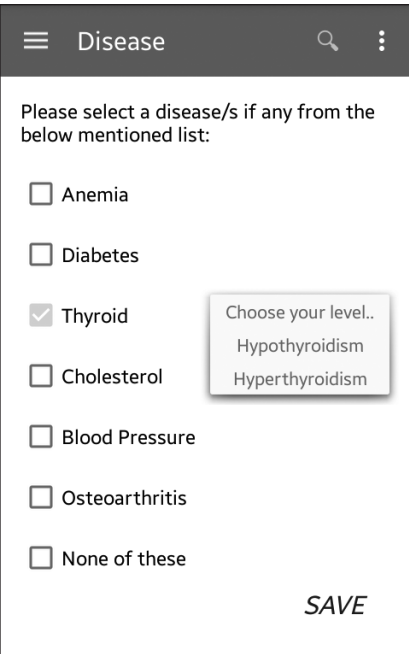 Disease
Please select a disease/s if any from the
below mentioned list:
Anemia
Diabetes
Thyroid
Choose your level..
Hypothyroidism
Hyperthyroidism
Cholesterol
Blood Pressure
Osteoarthritis
None of these
SAVE